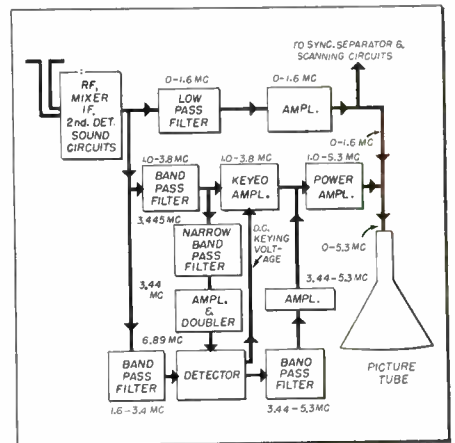 TO SYNC. SEPARATOR &
SCANNING CIRCUITS
RF,
MIXER
I.F.
2nd. DET.
SOUND
CIRCUITS
0-1.6 MC
LOW
PASS
FILTER
0-1.6 MC
AMPL.
0-1.6 MC
1.0-3.8 MC
BAND
PASS
FILTER
3.445 MC
1.0-3.8 MC
KEYED
AMPL.
1.0-5.3 MC
POWER
AMPL.
NARROW
BAND
PASS
FILTER
D.C.
KEYING
VOLT-
AGE
0-5.3 MC
3.44
MC
AMPL.
&
DOUBLER
3.44-5.3 MC
AMPL.
6.89 MC
BAND
PASS
FILTER
1.6-3.4 MC
DETECTOR
BAND
PASS
FILTER
3.44-5.3 MC
PICTURE
TUBE